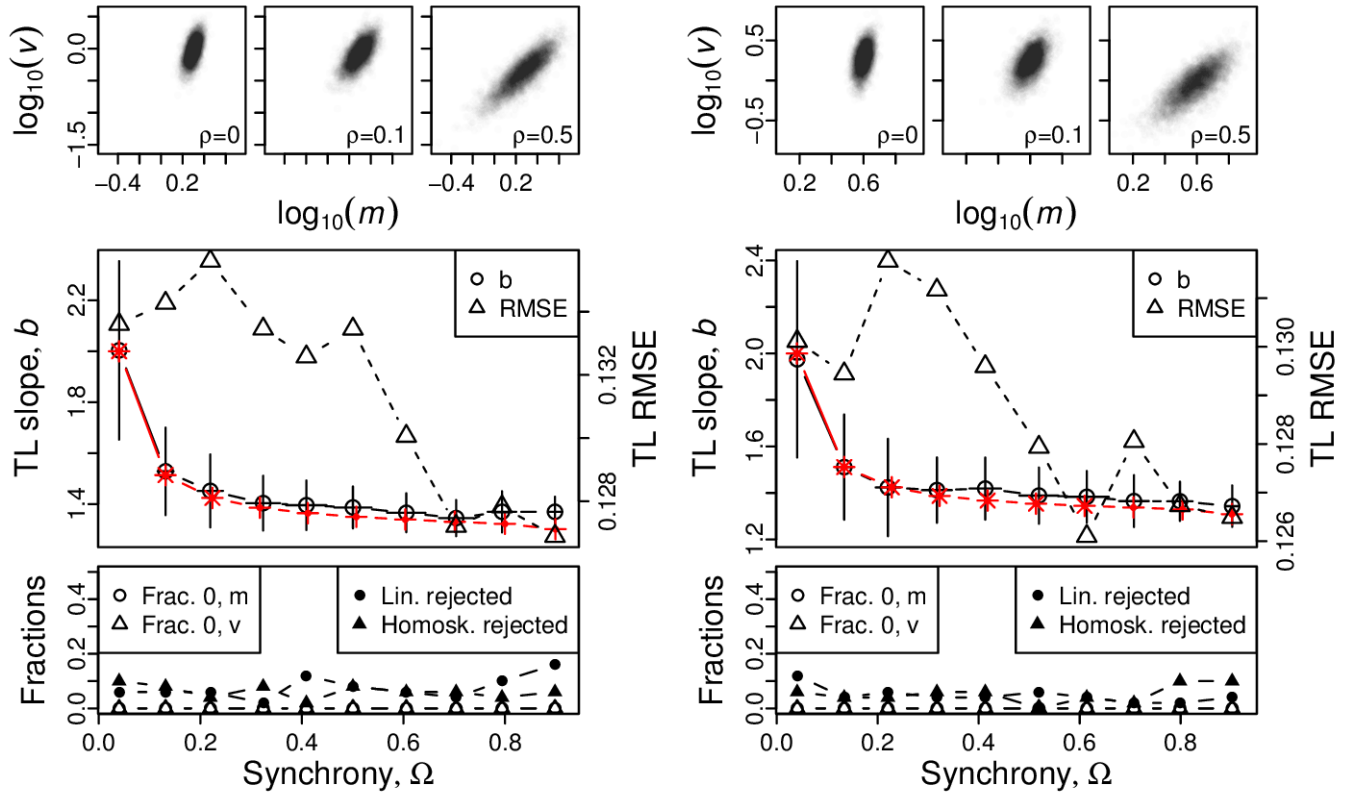 log10(v)
0.0
−1.5
ρ=0
ρ=0.1
ρ=0.5
−0.4 0.2 −0.4 0.2
log10(m)
log10(v)
0.5
−0.5
ρ=0
ρ=0.1
ρ=0.5
0.2 0.6 0.2 0.6
log10(m)
TL slope, b
2.2
1.8
1.4
b
RMSE
0.132
0.128
TL RMSE
TL slope, b
2.4
2.0
1.6
1.2
b
RMSE
0.130
0.128
0.126
TL RMSE
Fractions
0.4
0.2
0.0
Frac. 0, m
Frac. 0, v
Lin. rejected
Homosk. rejected
0.0 0.2 0.4 0.6 0.8
Synchrony, Ω
Fractions
0.4
0.2
0.0
Frac. 0, m
Frac. 0, v
Lin. rejected
Homosk. rejected
0.0 0.2 0.4 0.6 0.8
Synchrony, Ω